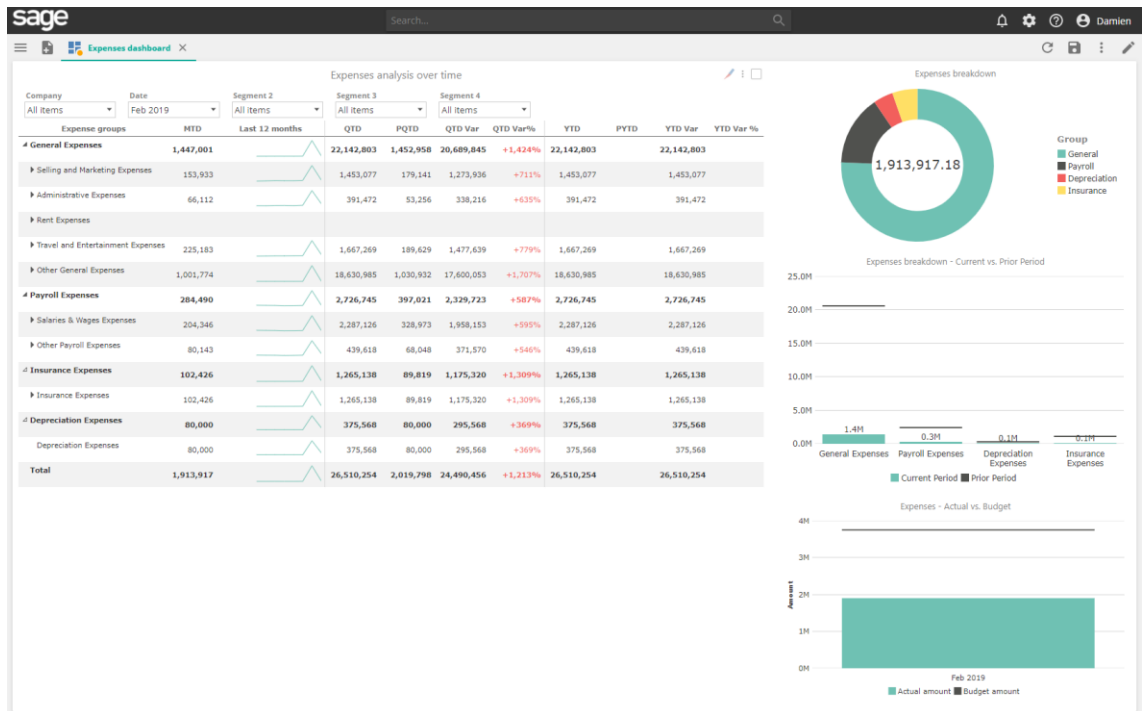 sage
Search...
Damien
Expenses dashboard
Expenses analysis over time
Company Date Segment 2 Segment 3 Segment 4
All items Feb 2019 All items All items All items
Expense groups MTD Last 12 months QTD PQTD QTD Var QTD Var% YTD PYTD YTD Var YTD Var %
General Expenses 1,447,001 22,142,803 1,452,958 20,689,845 +1,424% 22,142,803 22,142,803
Selling and Marketing Expenses 153,933 1,453,077 179,141 1,273,936 +711% 1,453,077 1,453,077
Administrative Expenses 66,112 391,472 53,256 338,216 +635% 391,472 391,472
Rent Expenses
Travel and Entertainment Expenses 225,183 1,667,269 189,629 1,477,639 +779% 1,667,269 1,667,269
Other General Expenses 1,001,774 18,630,985 1,030,932 17,600,053 +1,707% 18,630,985 18,630,985
Payroll Expenses 284,490 2,726,745 397,021 2,329,723 +587% 2,726,745 2,726,745
Salaries & Wages Expenses 204,346 2,287,126 328,973 1,958,153 +595% 2,287,126 2,287,126
Other Payroll Expenses 80,143 439,618 68,048 371,570 +546% 439,618 439,618
Insurance Expenses 102,426 1,265,138 89,819 1,175,320 +1,309% 1,265,138 1,265,138
Insurance Expenses 102,426 1,265,138 89,819 1,175,320 +1,309% 1,265,138 1,265,138
Depreciation Expenses 80,000 375,568 80,000 295,568 +369% 375,568 375,568
Depreciation Expenses 80,000 375,568 80,000 295,568 +369% 375,568 375,568
Total 1,913,917 26,510,254 2,019,798 24,490,456 +1,213% 26,510,254 26,510,254
Expenses breakdown
1,913,917.18
Group
General
Payroll
Depreciation
Insurance
Expenses breakdown - Current vs. Prior Period
25.0M
20.0M
15.0M
10.0M
5.0M
0.0M
1.4M 0.3M 0.1M 0.1M
General Expenses Payroll Expenses Depreciation Expenses Insurance Expenses
Current Period Prior Period
Expenses - Actual vs. Budget
4M
3M
2M
1M
0M
Amount
Feb 2019
Actual amount Budget amount